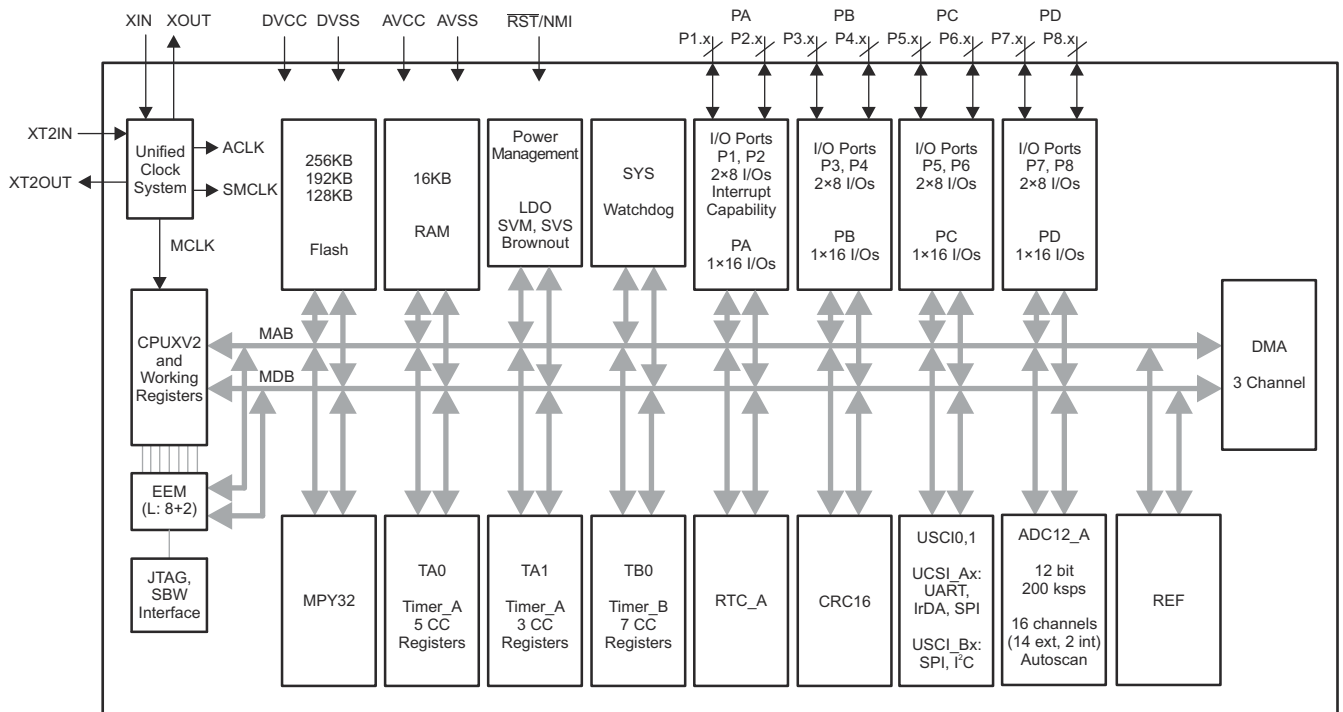 XIN XOUT DVCC DVSS AVCC AVSS RST/NMI PA PB PC PD
P1.x P2.x P3.x P4.x P5.x P6.x P7.x P8.x
XT2IN
XT2OUT
Unified
Clock
System
ACLK
SMCLK
MCLK
256KB
192KB
128KB
Flash
16KB
RAM
Power
Management
LDO
SVM, SVS
Brownout
SYS
Watchdog
I/O Ports
P1, P2
2×8 I/Os
Interrupt
Capability
PA
1×16 I/Os
I/O Ports
P3, P4
2×8 I/Os
PB
1×16 I/Os
I/O Ports
P5, P6
2×8 I/Os
PC
1×16 I/Os
I/O Ports
P7, P8
2×8 I/Os
PD
1×16 I/Os
CPUXV2
and
Working
Registers
MAB
MDB
DMA
3 Channel
EEM
(L: 8+2)
JTAG,
SBW
Interface
MPY32
TA0
Timer_A
5 CC
Registers
TA1
Timer_A
3 CC
Registers
TB0
Timer_B
7 CC
Registers
RTC_A
CRC16
USCI0,1
UCSI_Ax:
UART,
IrDA, SPI
USCI_Bx:
SPI, I²C
ADC12_A
12 bit
200 ksps
16 channels
(14 ext, 2 int)
Autoscan
REF